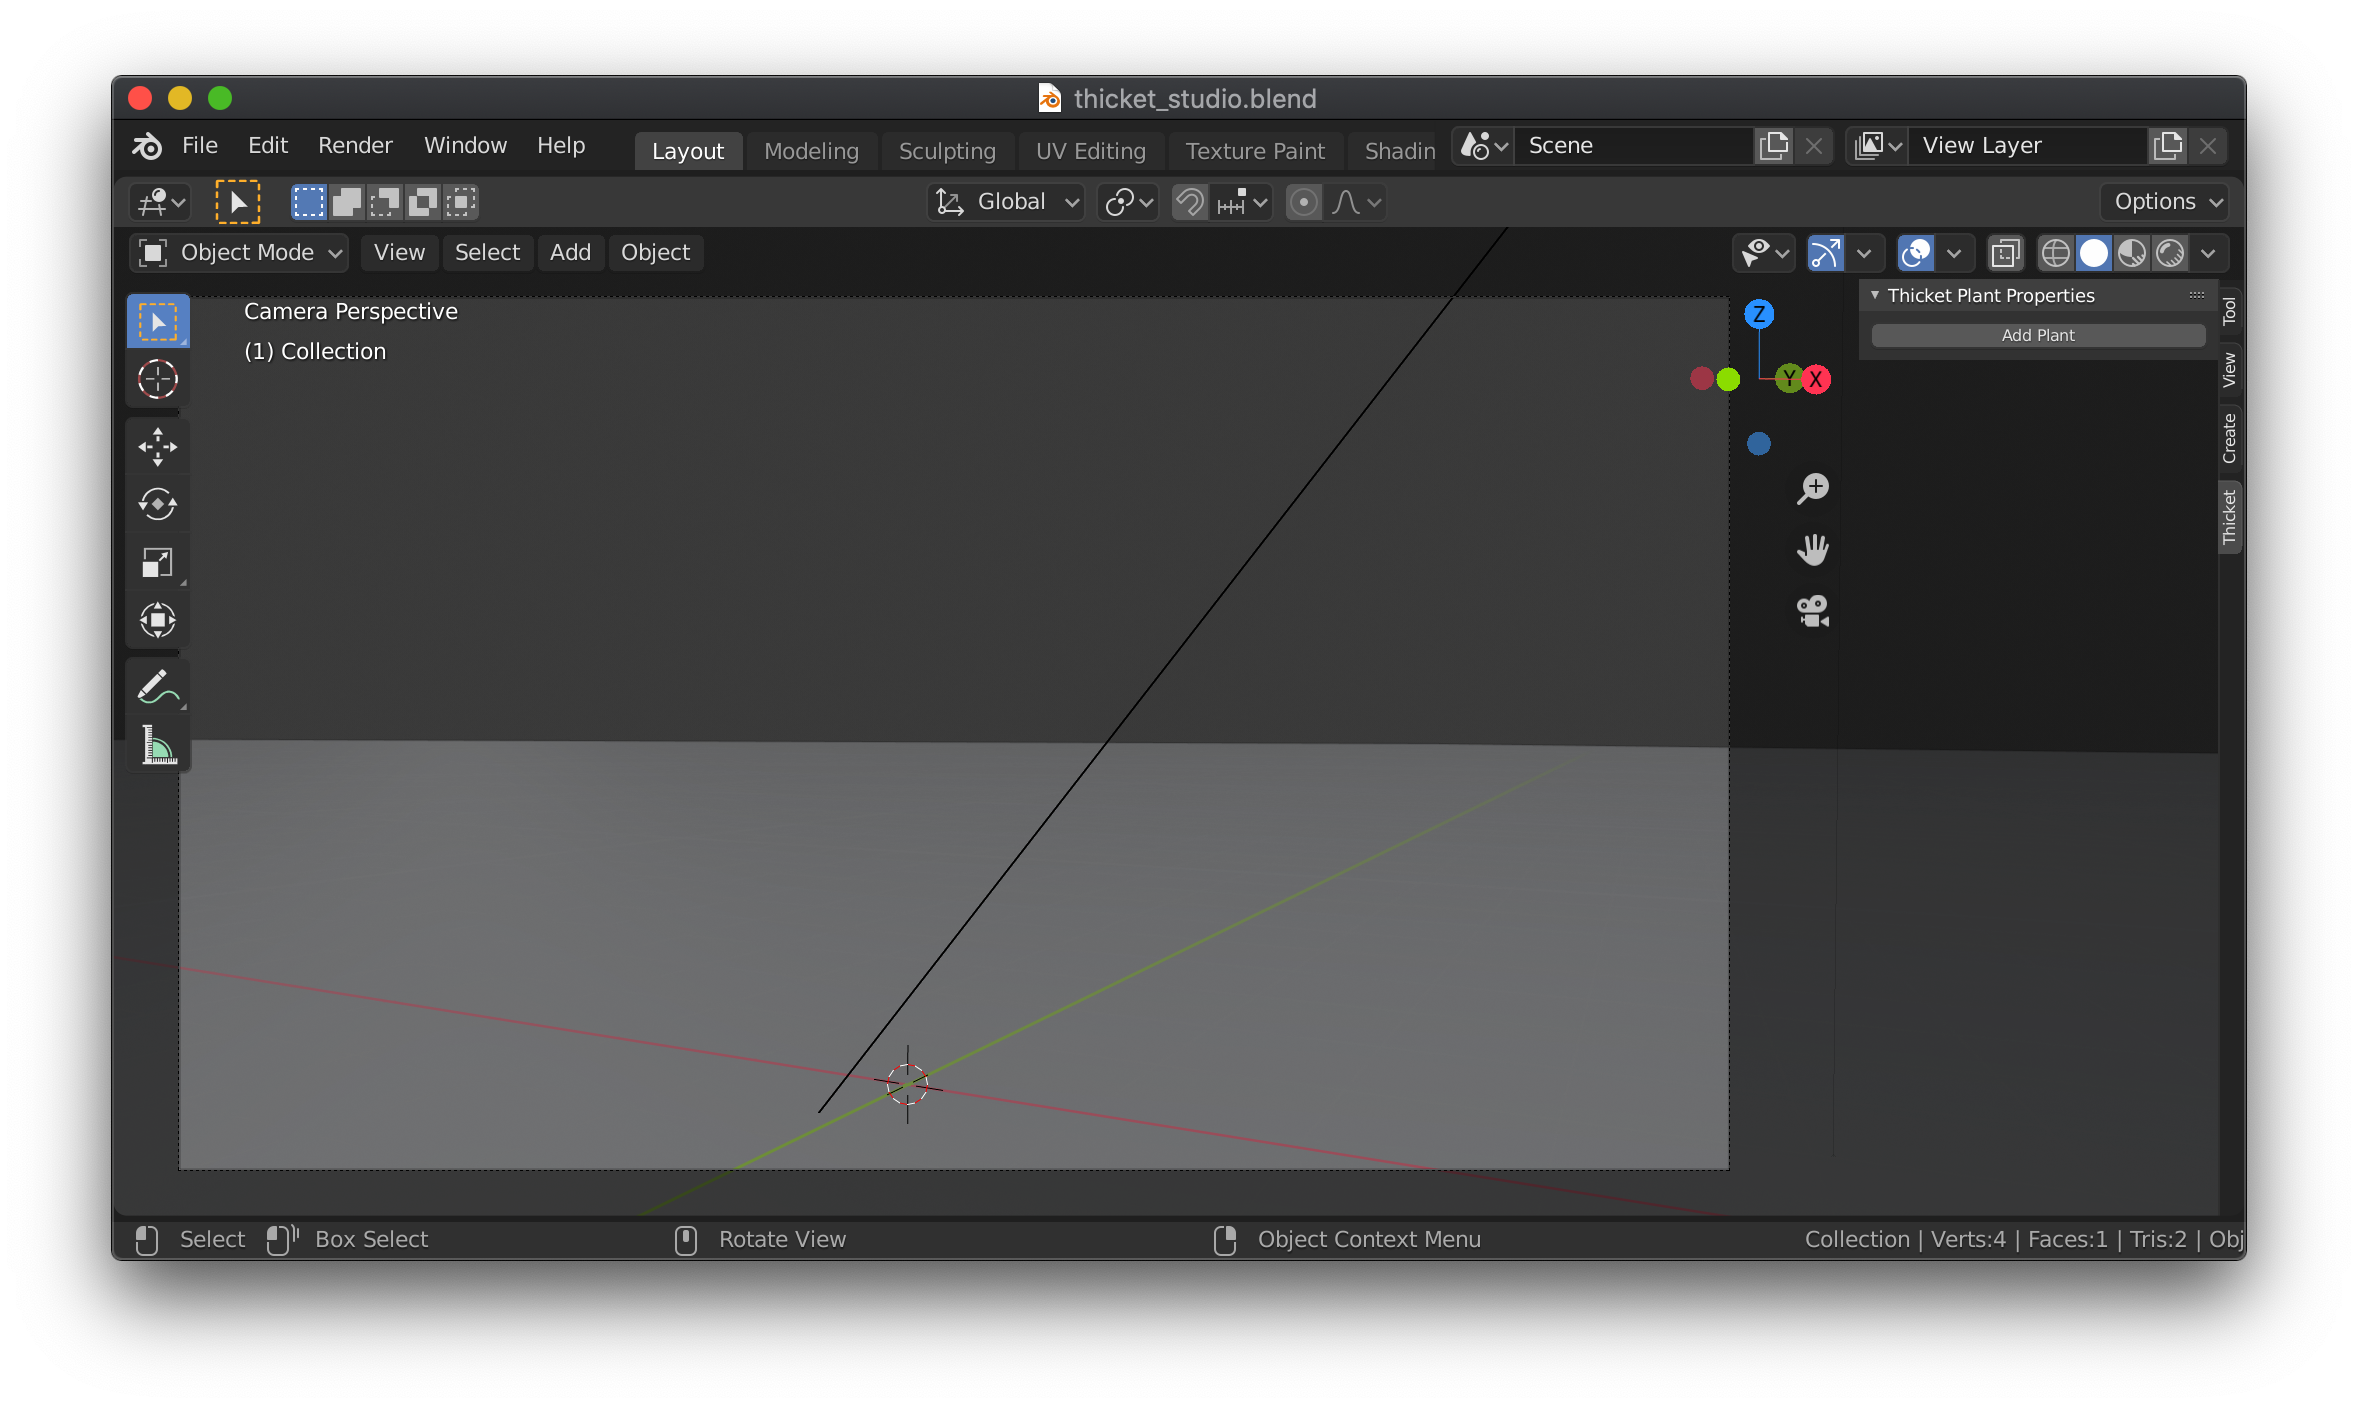 thicket_studio.blend
File Edit Render Window Help Layout Modeling Sculpting UV Editing Texture Paint Shadin Scene View Layer
Global Options
Object Mode View Select Add Object
Camera Perspective
(1) Collection
Z
Y X
Thicket Plant Properties
Add Plant
Tool
View
Create
Thicket
Select Box Select Rotate View Object Context Menu Collection | Verts:4 | Faces:1 | Tris:2 | Obj